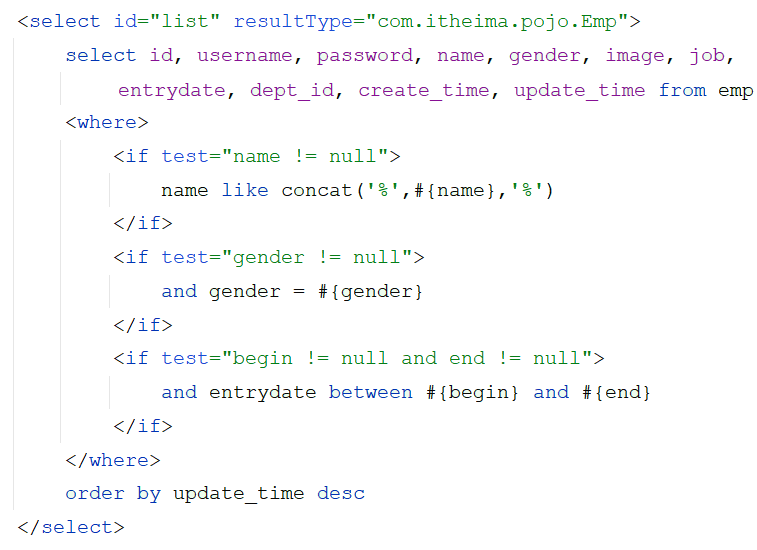 <select id="list" resultType="com.itheima.pojo.Emp">
    select id, username, password, name, gender, image, job,
        entrydate, dept_id, create_time, update_time from emp
    <where>
        <if test="name != null">
            name like concat('%',#{name},'%')
        </if>
        <if test="gender != null">
            and gender = #{gender}
        </if>
        <if test="begin != null and end != null">
            and entrydate between #{begin} and #{end}
        </if>
    </where>
    order by update_time desc
</select>